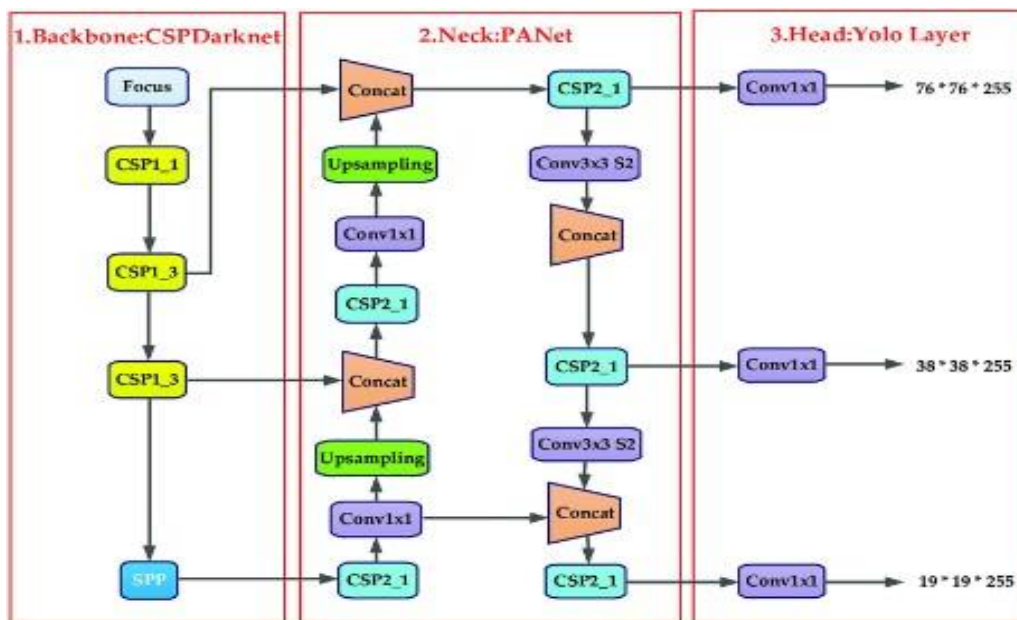 1.Backbone:CSPDarknet
Focus
CSP1_1
CSP1_3
CSP1_3
SPP
2.Neck:PANet
Concat
Upsampling
Conv1x1
CSP2_1
Concat
Upsampling
Conv1x1
CSP2_1
CSP2_1
Conv3x3 S2
Concat
CSP2_1
Conv3x3 S2
Concat
CSP2_1
3.Head:Yolo Layer
Conv1x1
76 * 76 * 255
Conv1x1
38 * 38 * 255
Conv1x1
19 * 19 * 255